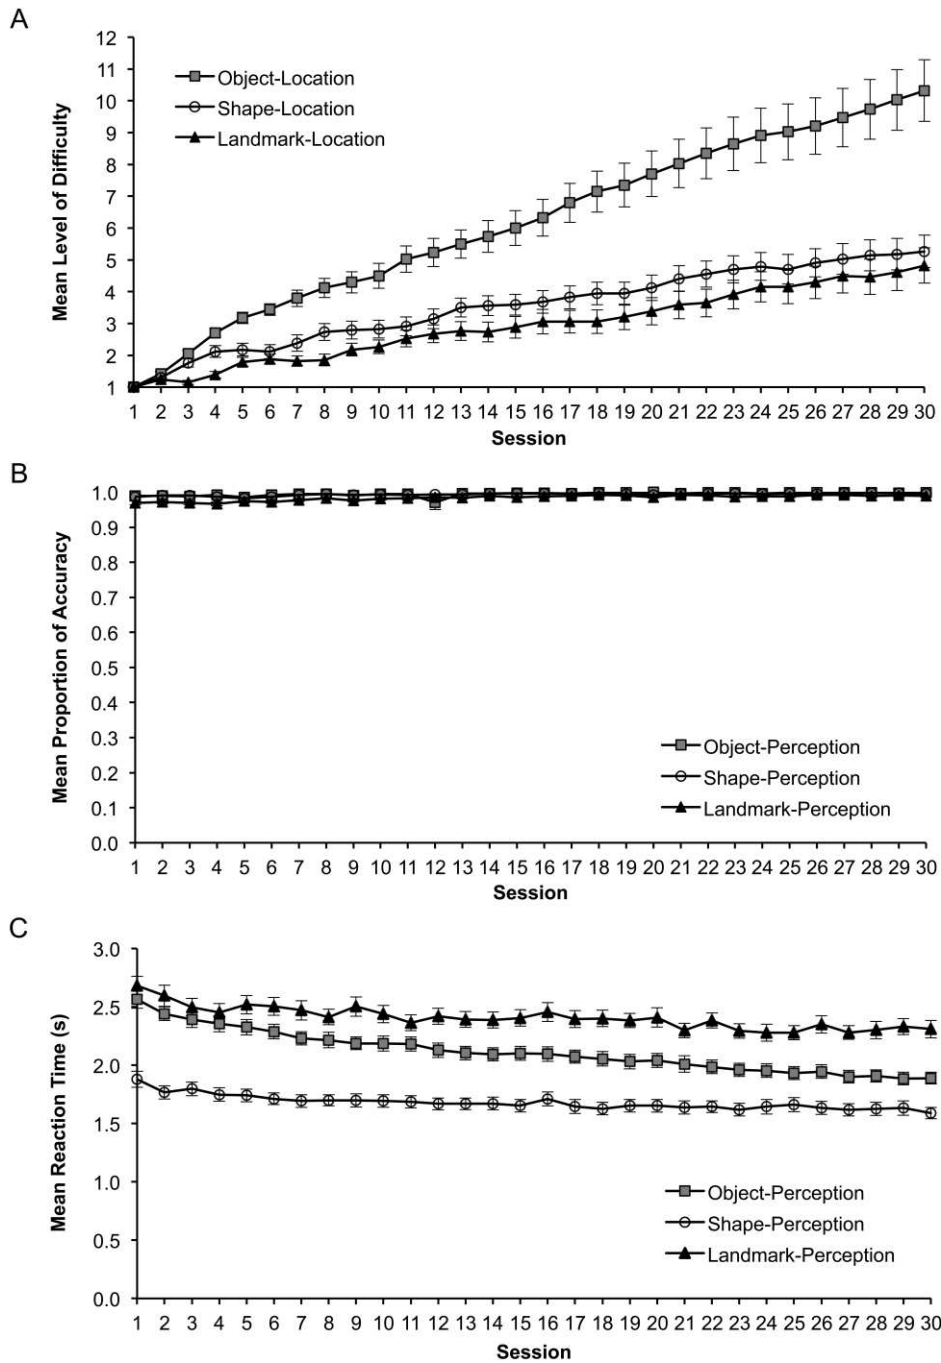 A
12
11
10
9
8
7
6
5
4
3
2
1
Mean Level of Difficulty
Object-Location
Shape-Location
Landmark-Location
1 2 3 4 5 6 7 8 9 10 11 12 13 14 15 16 17 18 19 20 21 22 23 24 25 26 27 28 29 30
Session
B
1.0
0.9
0.8
0.7
0.6
0.5
0.4
0.3
0.2
0.1
0.0
Mean Proportion of Accuracy
Object-Perception
Shape-Perception
Landmark-Perception
1 2 3 4 5 6 7 8 9 10 11 12 13 14 15 16 17 18 19 20 21 22 23 24 25 26 27 28 29 30
Session
C
3.0
2.5
2.0
1.5
1.0
0.5
0.0
Mean Reaction Time (s)
Object-Perception
Shape-Perception
Landmark-Perception
1 2 3 4 5 6 7 8 9 10 11 12 13 14 15 16 17 18 19 20 21 22 23 24 25 26 27 28 29 30
Session